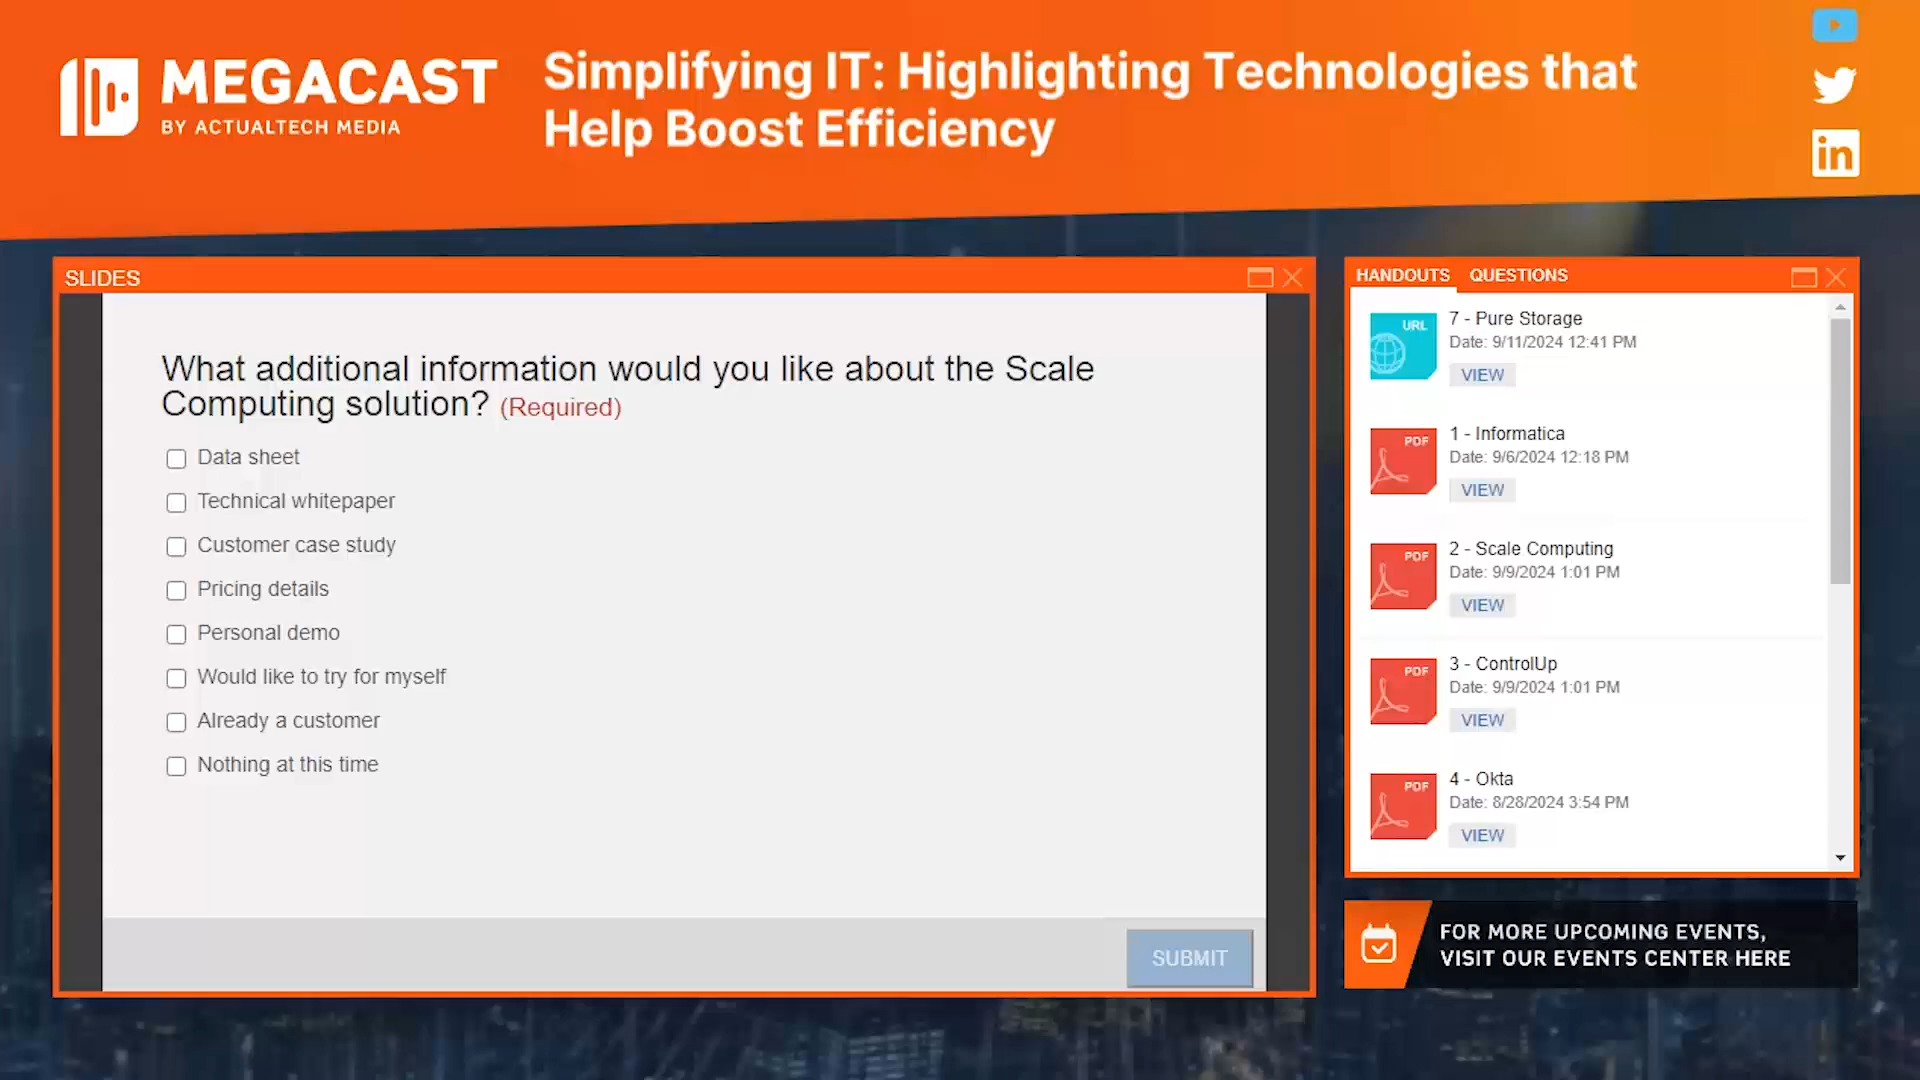 MEGACAST
BY ACTUALTECH MEDIA
Simplifying IT: Highlighting Technologies that
Help Boost Efficiency
in
SLIDES
What additional information would you like about the Scale
Computing solution? (Required)
Data sheet
Technical whitepaper
Customer case study
Pricing details
Personal demo
Would like to try for myself
Already a customer
Nothing at this time
SUBMIT
HANDOUTS QUESTIONS
URL
7 - Pure Storage
Date: 9/11/2024 12:41 PM
VIEW
PDF
1 - Informatica
Date: 9/6/2024 12:18 PM
VIEW
PDF
2 - Scale Computing
Date: 9/9/2024 1:01 PM
VIEW
PDF
3 - ControlUp
Date: 9/9/2024 1:01 PM
VIEW
PDF
4 - Okta
Date: 8/28/2024 3:54 PM
VIEW
FOR MORE UPCOMING EVENTS,
VISIT OUR EVENTS CENTER HERE